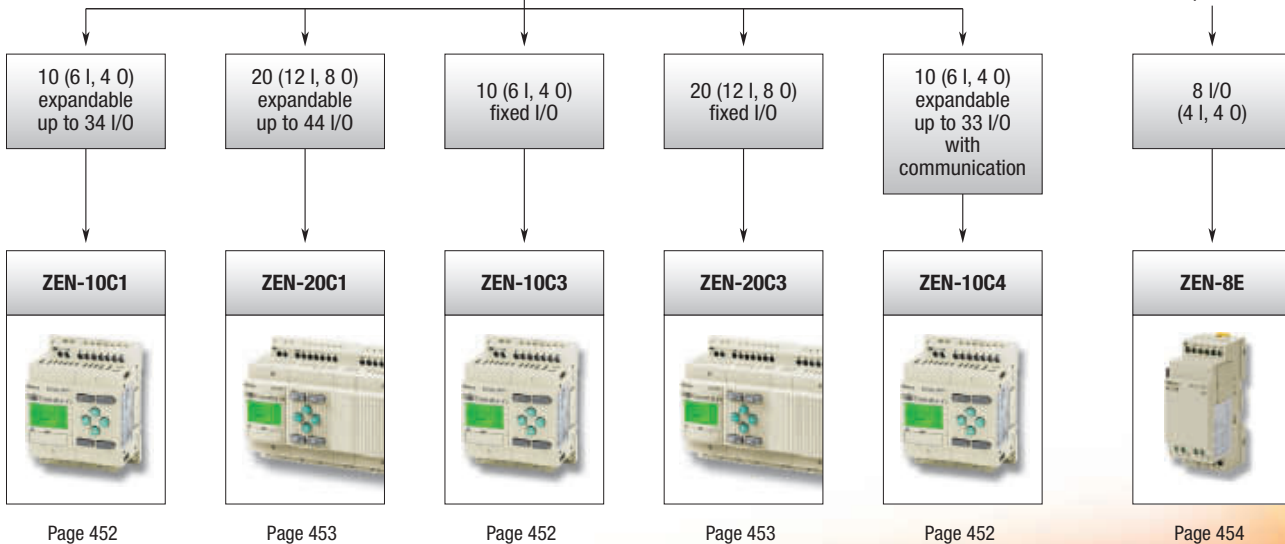 10 (6 I, 4 O)
expandable
up to 34 I/O
20 (12 I, 8 O)
expandable
up to 44 I/O
10 (6 I, 4 O)
fixed I/O
20 (12 I, 8 O)
fixed I/O
10 (6 I, 4 O)
expandable
up to 33 I/O
with
communication
8 I/O
(4 I, 4 O)
ZEN-10C1
ZEN-20C1
ZEN-10C3
ZEN-20C3
ZEN-10C4
ZEN-8E
Page 452
Page 453
Page 452
Page 453
Page 452
Page 454